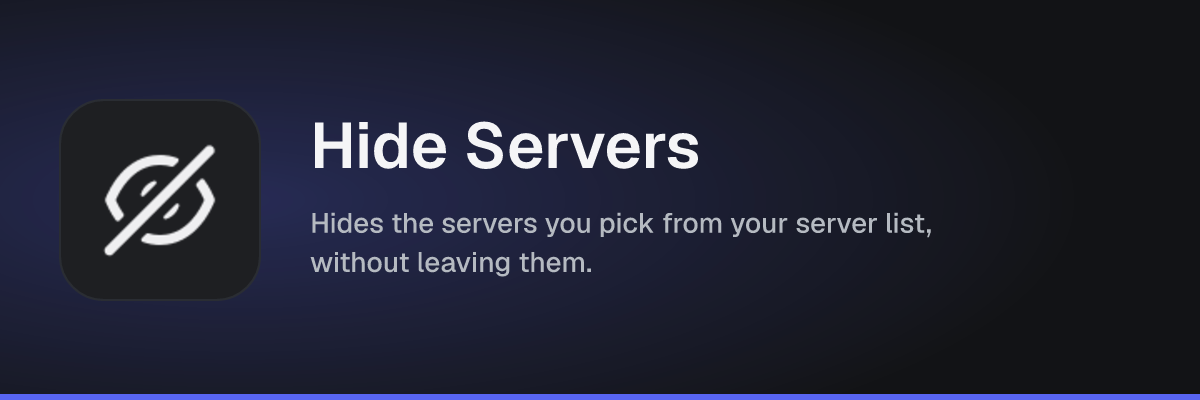 Hide Servers
Hides the servers you pick from your server list,
without leaving them.